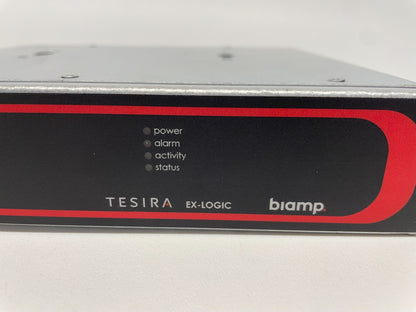 power
alarm
activity
status
TESIRA EX-LOGIC biamp.